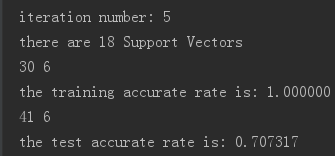 iteration number: 5
there are 18 Support Vectors
30 6
the training accurate rate is: 1.000000
41 6
the test accurate rate is: 0.707317